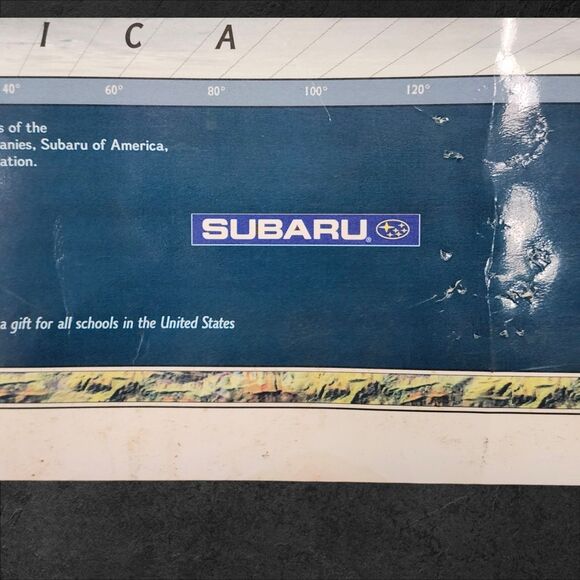 I C A
40° 60° 80° 100° 120°
s of the
anies, Subaru of America,
ation.
SUBARU®
a gift for all schools in the United States